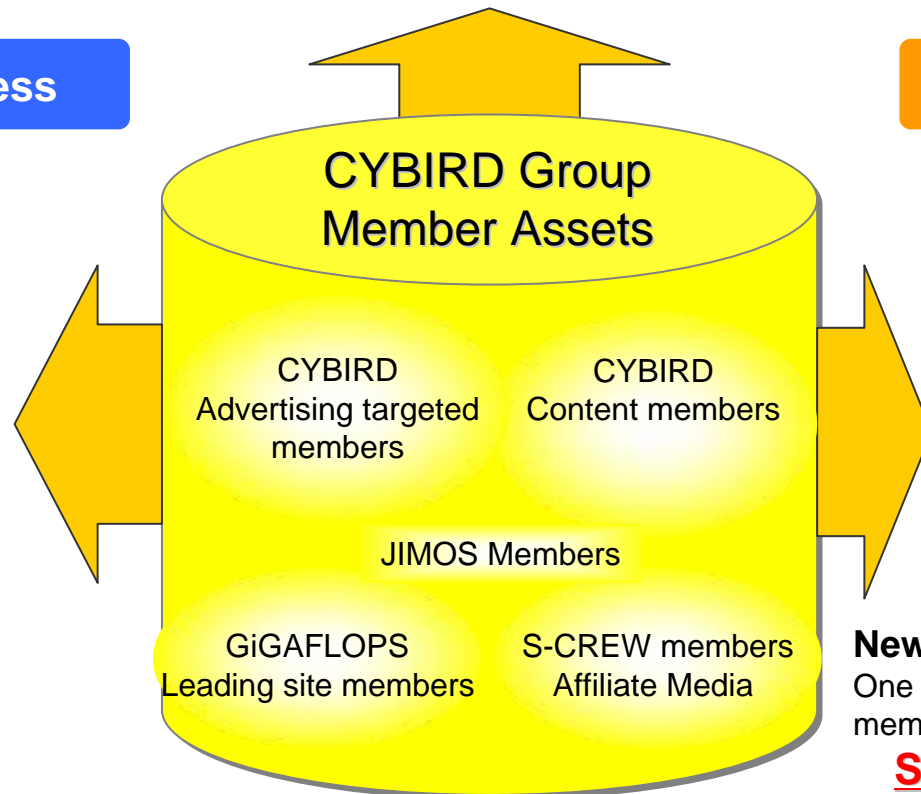 ess
CYBIRD Group
Member Assets
CYBIRD
Advertising targeted
members
CYBIRD
Content members
JIMOS Members
GiGAFLOPS
Leading site members
S-CREW members
Affiliate Media
New
One
mem
S